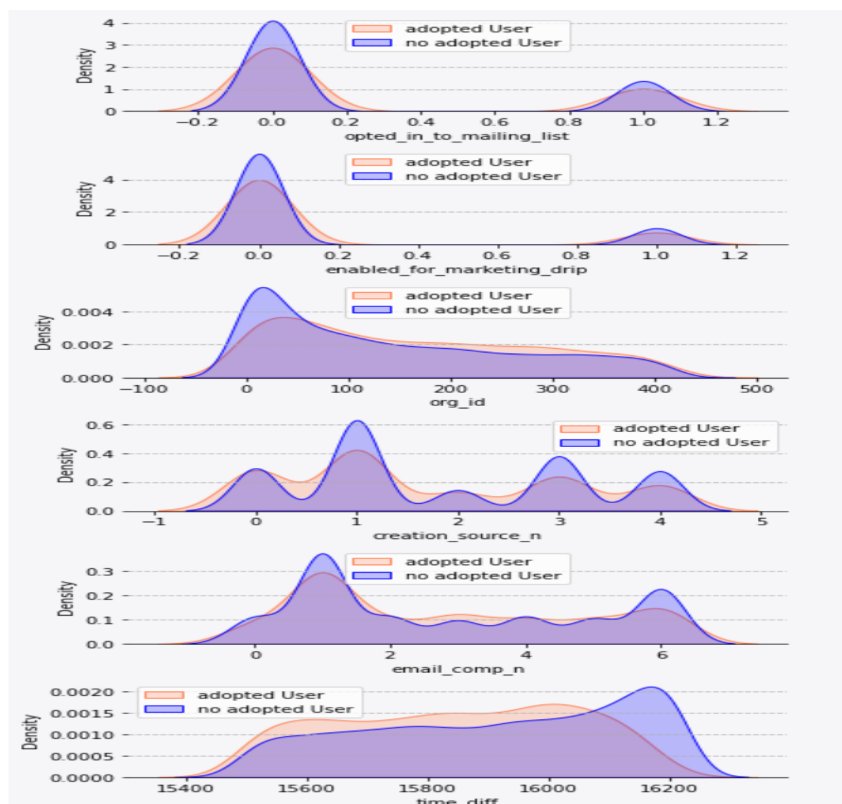 adopted User
no adopted User
Density
4
3
2
1
0
−0.2 0.0 0.2 0.4 0.6 0.8 1.0 1.2
opted_in_to_mailing_list
adopted User
no adopted User
Density
4
2
0
−0.2 0.0 0.2 0.4 0.6 0.8 1.0 1.2
enabled_for_marketing_drip
adopted User
no adopted User
Density
0.004
0.002
0.000
−100 0 100 200 300 400 500
org_id
adopted User
no adopted User
Density
0.6
0.4
0.2
0.0
−1 0 1 2 3 4 5
creation_source_n
adopted User
no adopted User
Density
0.3
0.2
0.1
0.0
0 2 4 6
email_comp_n
adopted User
no adopted User
Density
0.0020
0.0015
0.0010
0.0005
0.0000
15400 15600 15800 16000 16200
time_diff